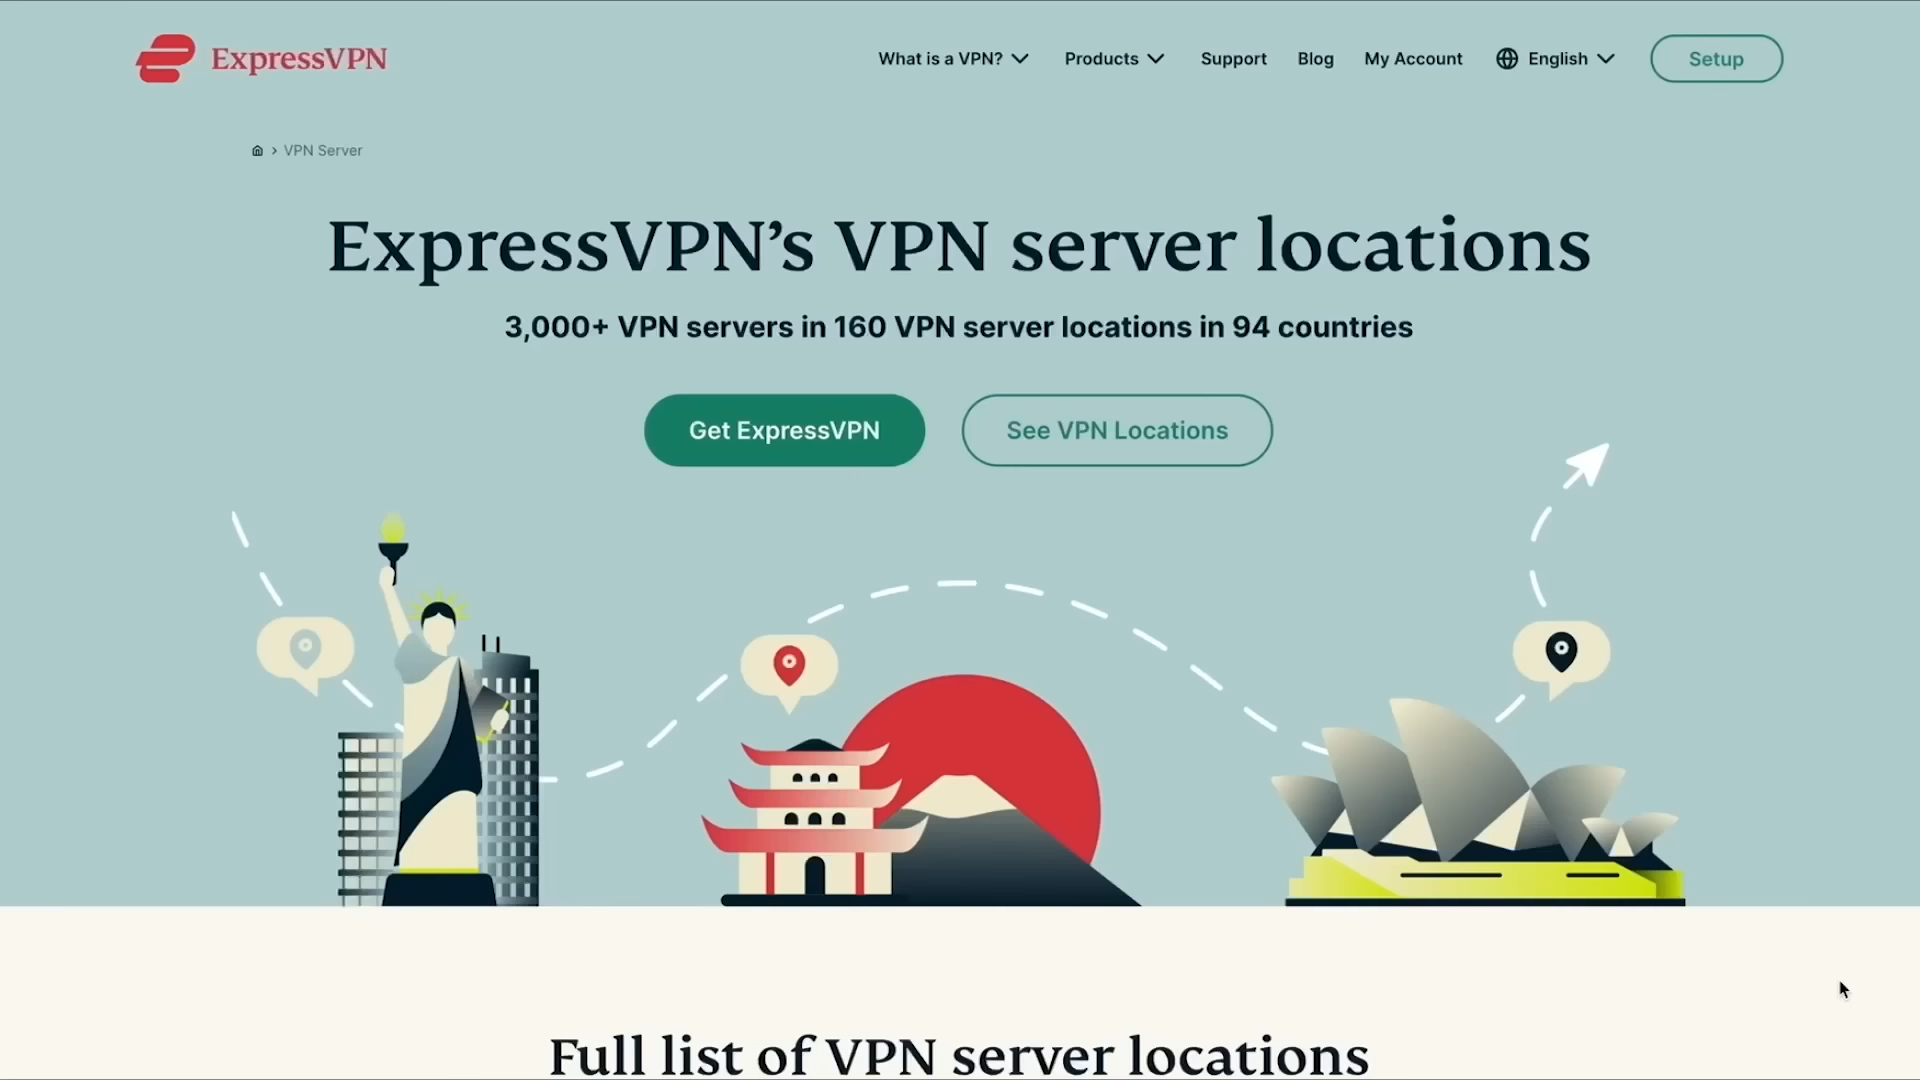 ExpressVPN
What is a VPN?
Products
Support
Blog
My Account
English
Setup
VPN Server
ExpressVPN’s VPN server locations
3,000+ VPN servers in 160 VPN server locations in 94 countries
Get ExpressVPN
See VPN Locations
Full list of VPN server locations